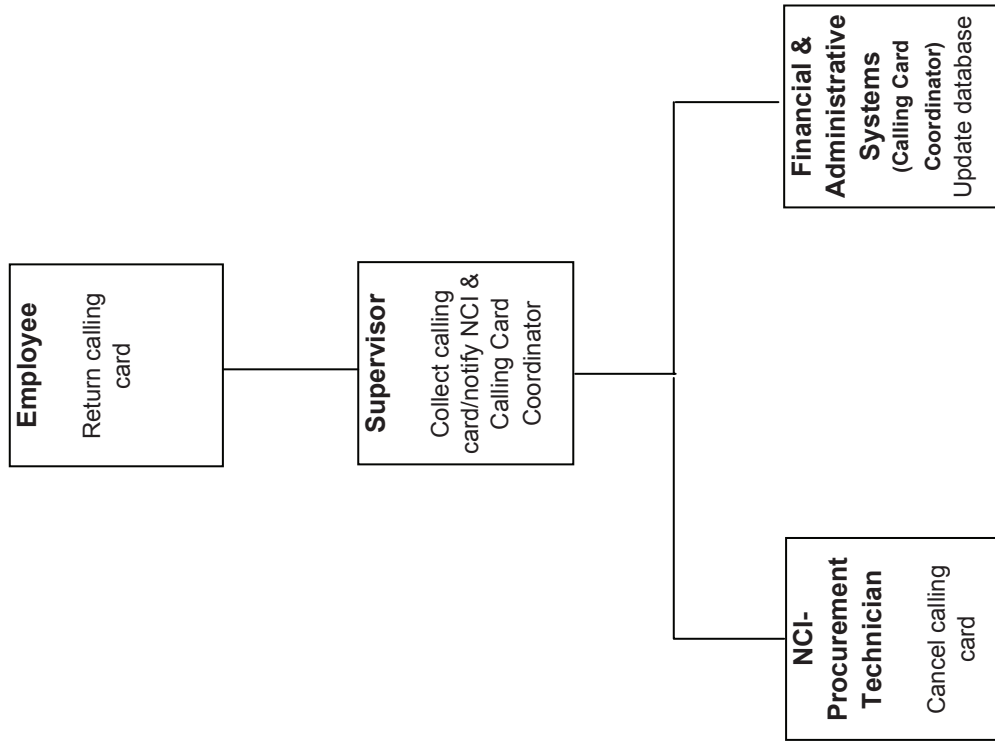 Employee
Return calling
card
Supervisor
Collect calling
card/notify NCI &
Calling Card
Coordinator
NCI-
Procurement
Technician
Cancel calling
card
Financial &
Administrative
Systems
(Calling Card
Coordinator)
Update database